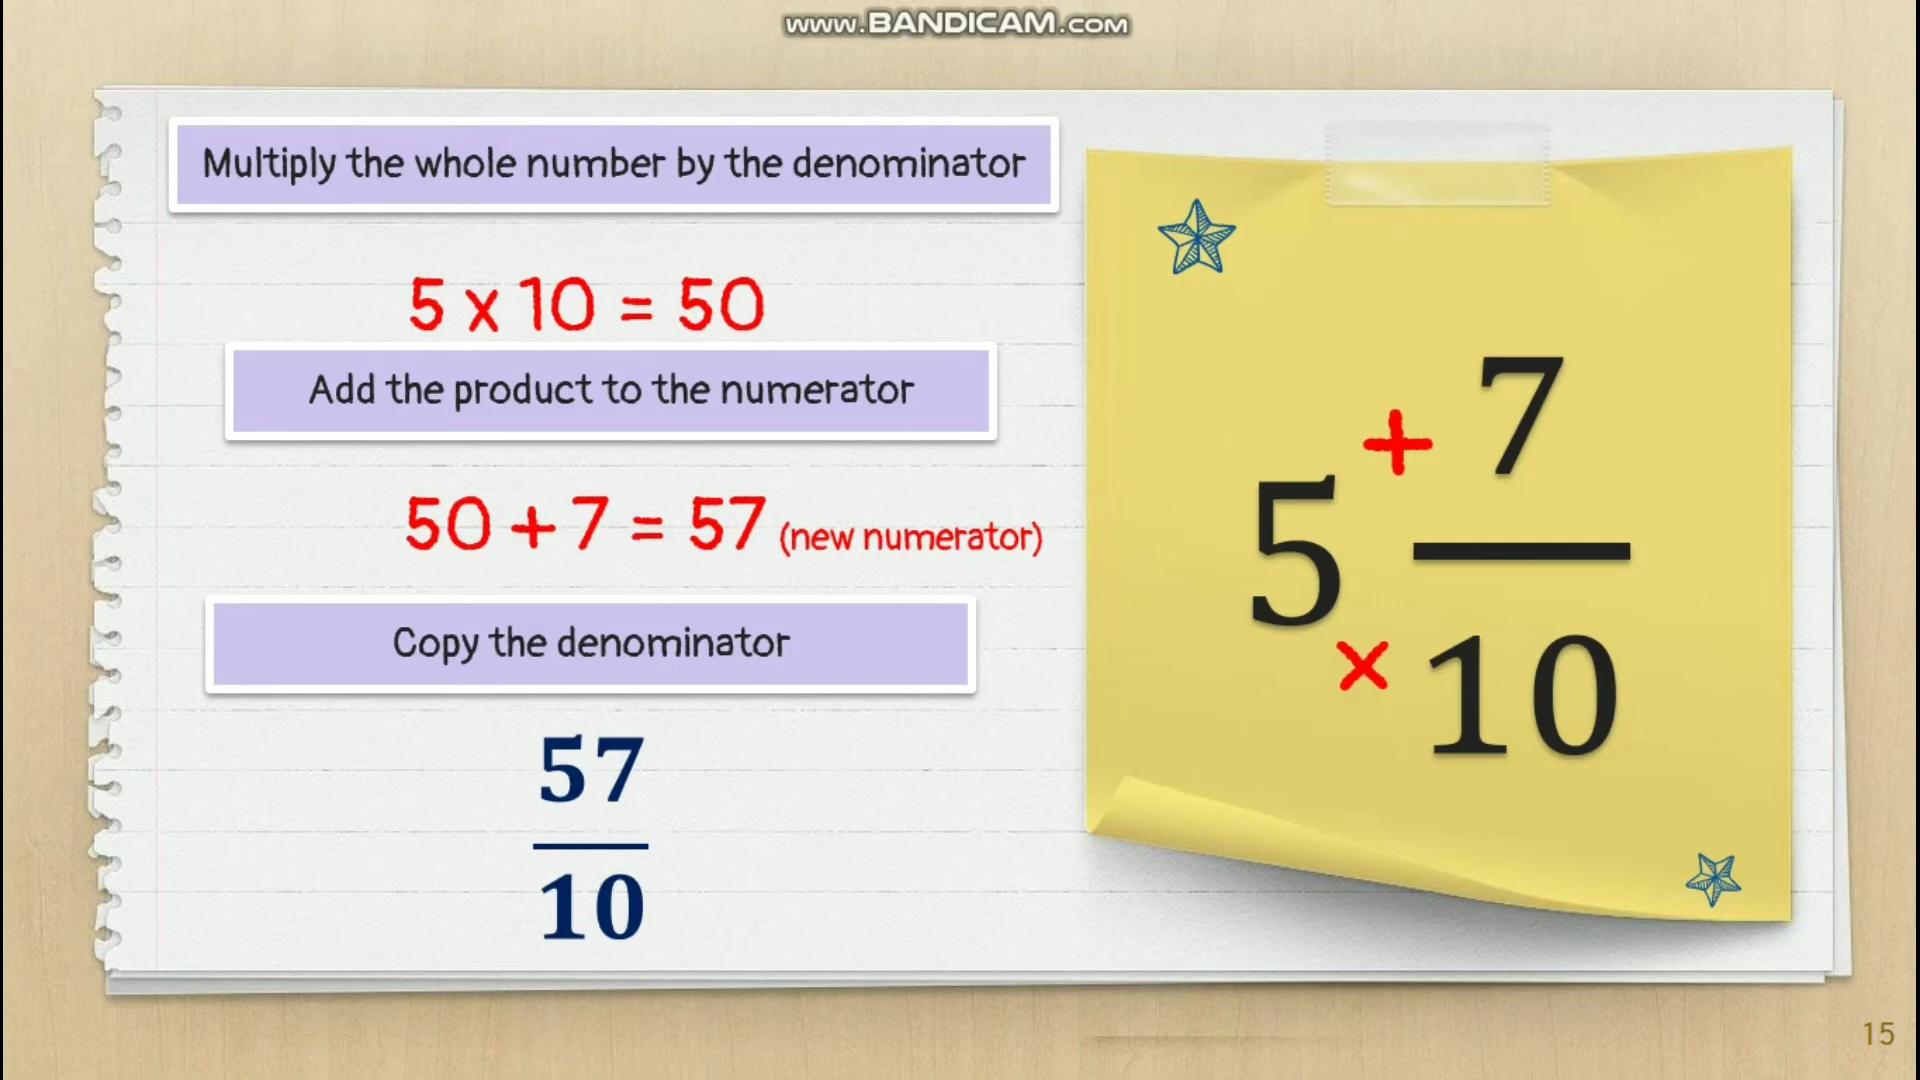 www.BANDICAM.com
Multiply the whole number by the denominator
5 x 10 = 50
Add the product to the numerator
50 + 7 = 57 (new numerator)
Copy the denominator
57
10
+ 7
5
× 10
15